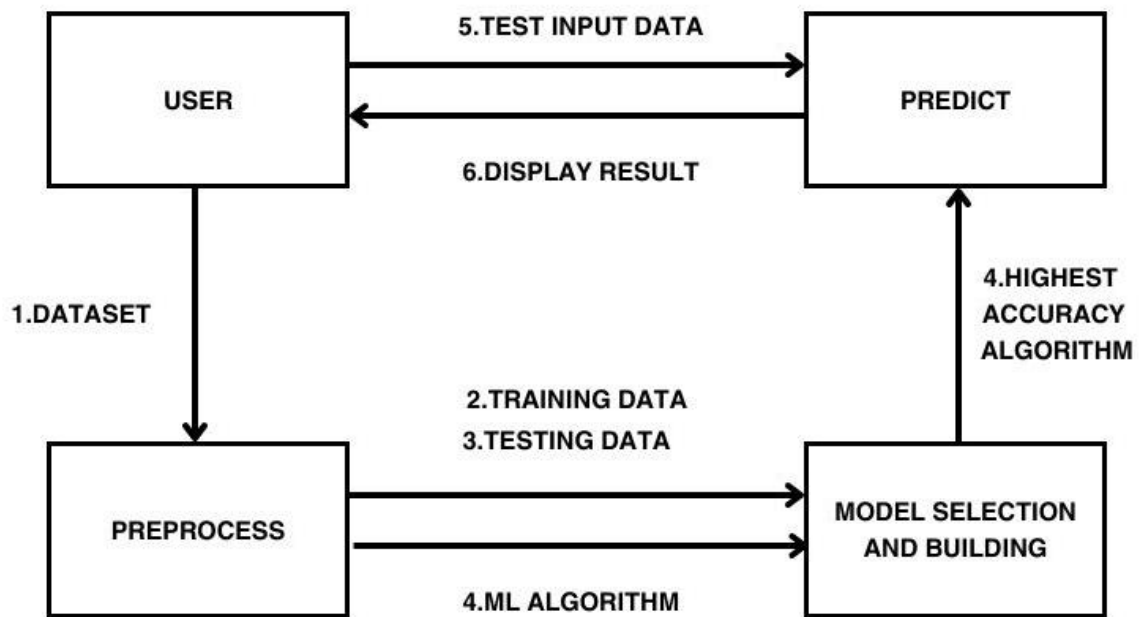 5.TEST INPUT DATA
USER
PREDICT
6.DISPLAY RESULT
1.DATASET
4.HIGHEST
ACCURACY
ALGORITHM
2.TRAINING DATA
3.TESTING DATA
PREPROCESS
MODEL SELECTION
AND BUILDING
4.ML ALGORITHM